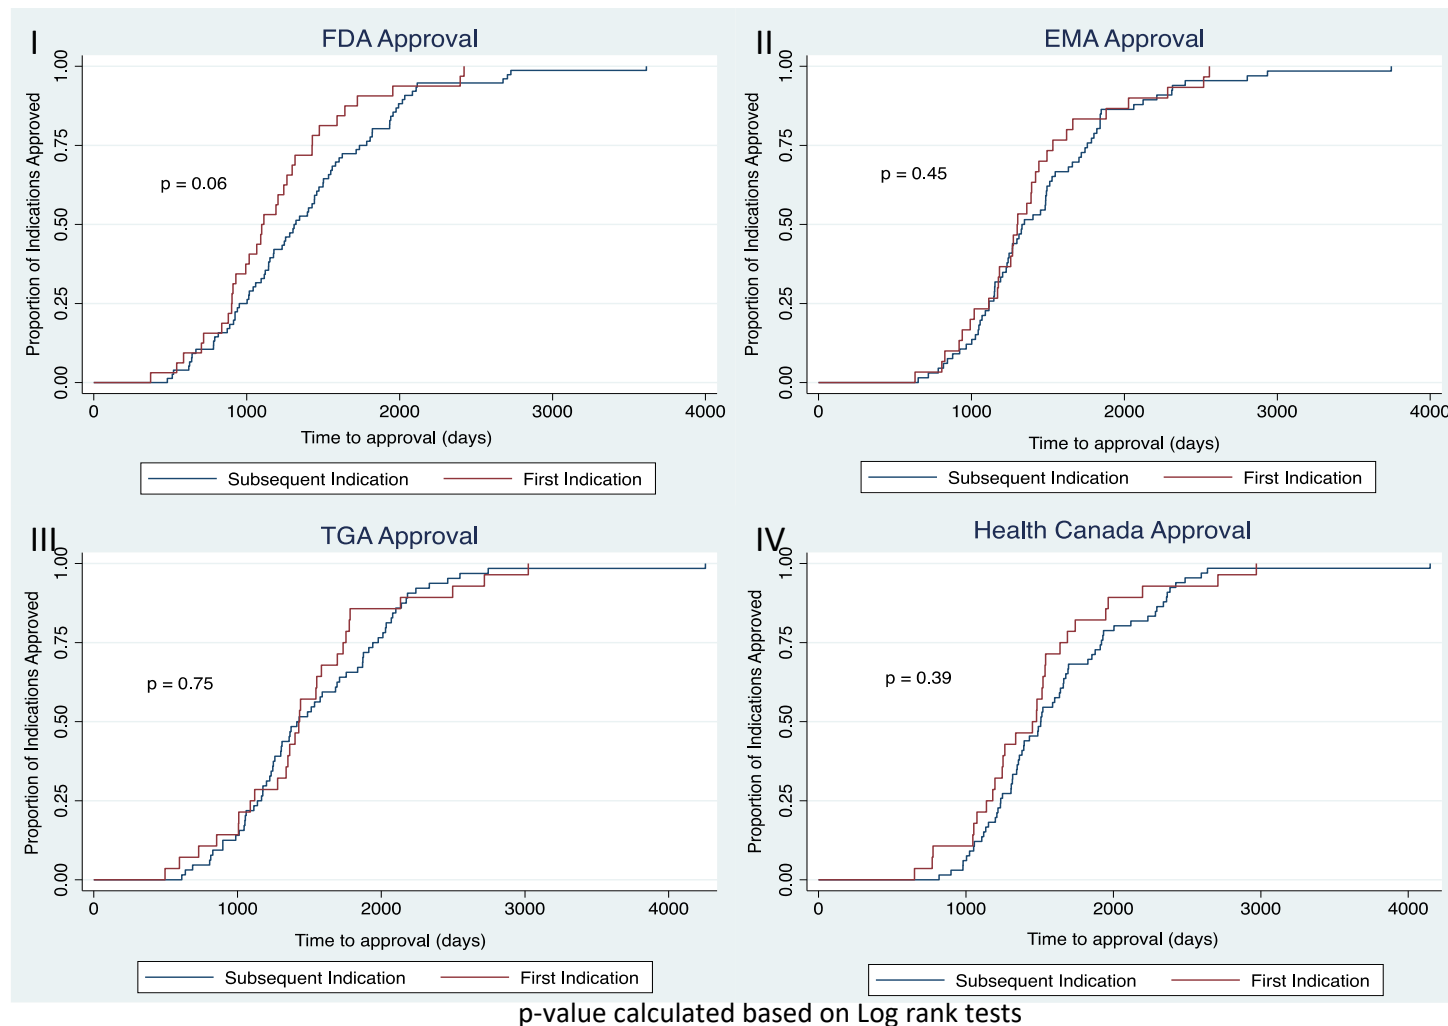 I
FDA Approval
Proportion of Indications Approved
1.00
0.75
0.50
0.25
0.00
p = 0.06
0 1000 2000 3000 4000
Time to approval (days)
Subsequent Indication First Indication
II
EMA Approval
Proportion of Indications Approved
1.00
0.75
0.50
0.25
0.00
p = 0.45
0 1000 2000 3000 4000
Time to approval (days)
Subsequent Indication First Indication
III
TGA Approval
Proportion of Indications Approved
1.00
0.75
0.50
0.25
0.00
p = 0.75
0 1000 2000 3000 4000
Time to approval (days)
Subsequent Indication First Indication
IV
Health Canada Approval
Proportion of Indications Approved
1.00
0.75
0.50
0.25
0.00
p = 0.39
0 1000 2000 3000 4000
Time to approval (days)
Subsequent Indication First Indication
p-value calculated based on Log rank tests